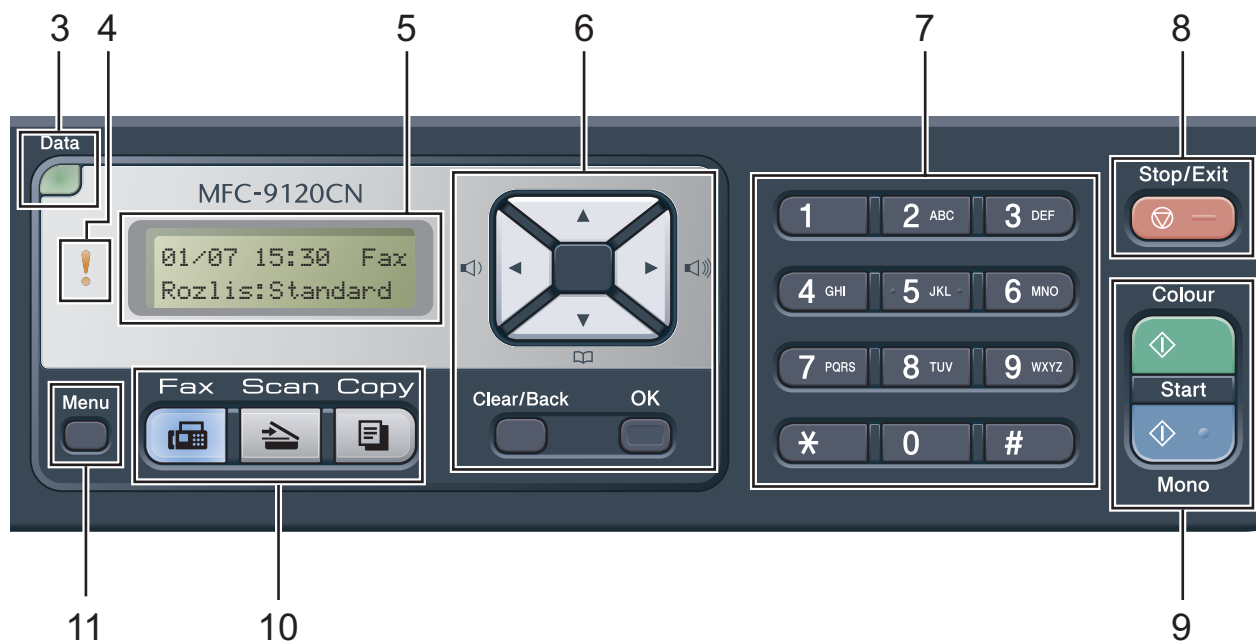 3 4 5 6 7 8
Data
MFC-9120CN
01/07 15:30 Fax
Rozlis:Standard
Menu
Fax Scan Copy
Clear/Back OK
1 2 ABC 3 DEF
4 GHI 5 JKL 6 MNO
7 PQRS 8 TUV 9 WXYZ
* 0 #
Stop/Exit
Colour
Start
Mono
11 10 9